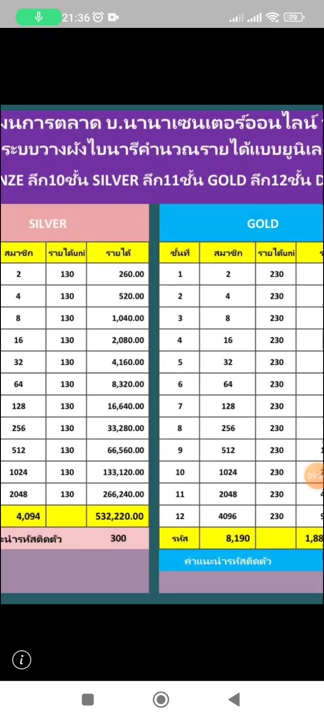 21:36
ผนการตลาด บ.นานาเซนเตอร์ออนไลน์
ระบบวางผังไบนารีคำนวณรายได้แบบยูนิเล
NZE ลึก10ชั้น SILVER ลึก11ชั้น GOLD ลึก12ชั้น D
SILVER
สมาชิก รายได้uni รายได้
2 130 260.00
4 130 520.00
8 130 1,040.00
16 130 2,080.00
32 130 4,160.00
64 130 8,320.00
128 130 16,640.00
256 130 33,280.00
512 130 66,560.00
1024 130 133,120.00
2048 130 266,240.00
4,094 532,220.00
ะนำรหัสติดตัว 300
GOLD
ชั้นที่ สมาชิก รายได้uni
1 2 230
2 4 230
3 8 230
4 16 230
5 32 230
6 64 230
7 128 230
8 256 230
9 512 230
10 1024 230
11 2048 230
12 4096 230
รหัส 8,190 1,88
ค่าแนะนำรหัสติดตัว